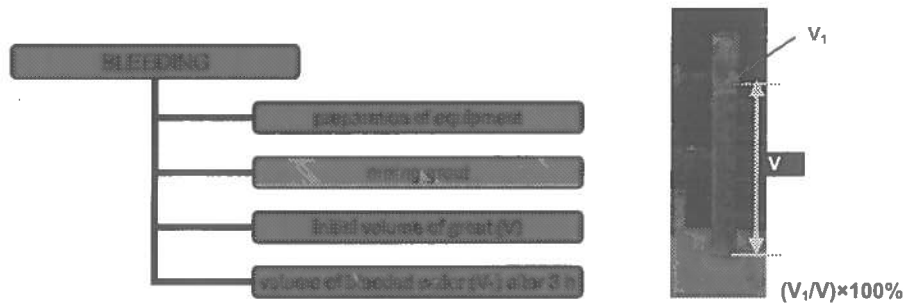 BLEEDING
preparation of equipment
mixing grout
initial volume of grout (V)
volume of bleeded water (V₁) after 3 h
V₁
V
(V₁/V)×100%